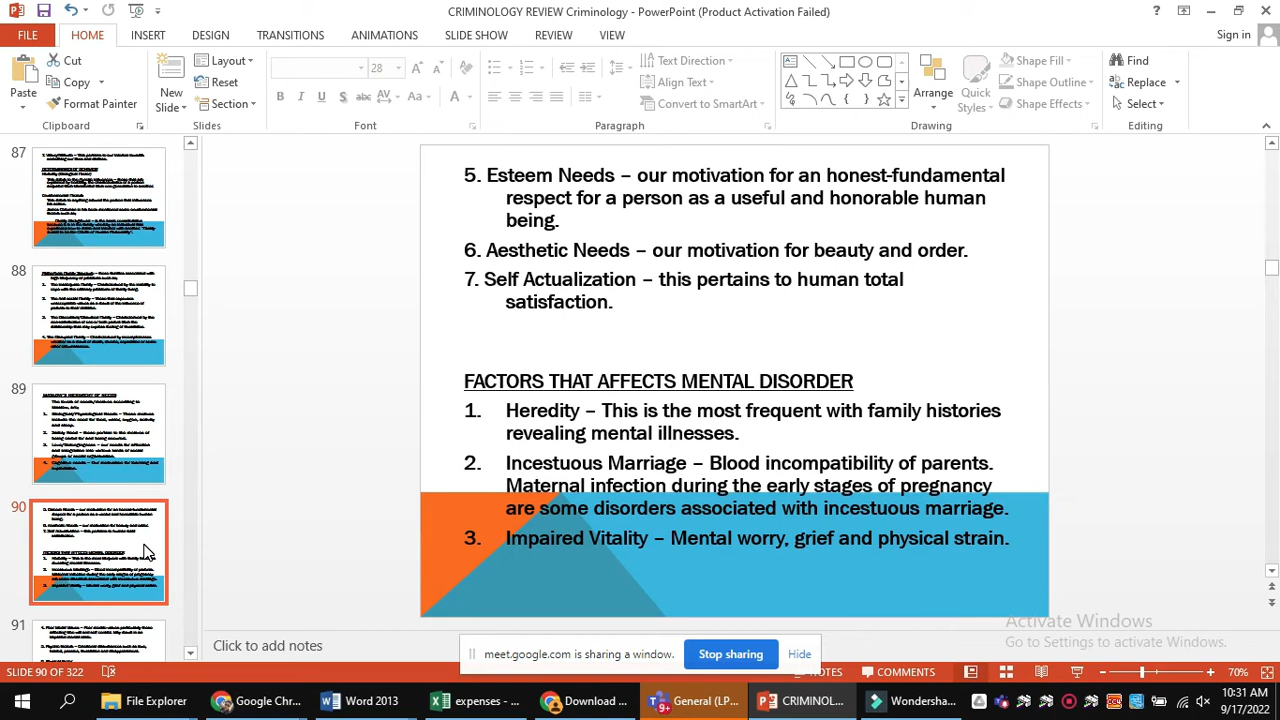 CRIMINOLOGY REVIEW Criminology - PowerPoint (Product Activation Failed)
FILE HOME INSERT DESIGN TRANSITIONS ANIMATIONS SLIDE SHOW REVIEW VIEW Sign in
Paste
Cut
Copy
Format Painter
Clipboard
New
Slide
Layout
Reset
Section
Slides
28
B I U S abc AV Aa A
Font
Text Direction
Align Text
Convert to SmartArt
Paragraph
Arrange
Quick
Styles
Shape Fill
Shape Outline
Shape Effects
Drawing
Find
Replace
Select
Editing
87
88
89
90
91
5. Esteem Needs – our motivation for an honest-fundamental
respect for a person as a useful and honorable human
being.
6. Aesthetic Needs – our motivation for beauty and order.
7. Self Actualization – this pertains to human total
satisfaction.
FACTORS THAT AFFECTS MENTAL DISORDER
1. Heredity – This is the most findpoint with family histories
revealing mental illnesses.
2. Incestuous Marriage – Blood incompatibility of parents.
Maternal infection during the early stages of pregnancy
are some disorders associated with incestuous marriage.
3. Impaired Vitality – Mental worry, grief and physical strain.
Activate Windows
Go to Settings to activate Windows.
Click to add notes
meet.google.com is sharing a window. Stop sharing Hide
SLIDE 90 OF 322 NOTES COMMENTS 70%
File Explorer Google Chro... Word 2013 Expenses - ... Download ... General (LP... CRIMINOL... Wondersha...
10:31 AM
9/17/2022